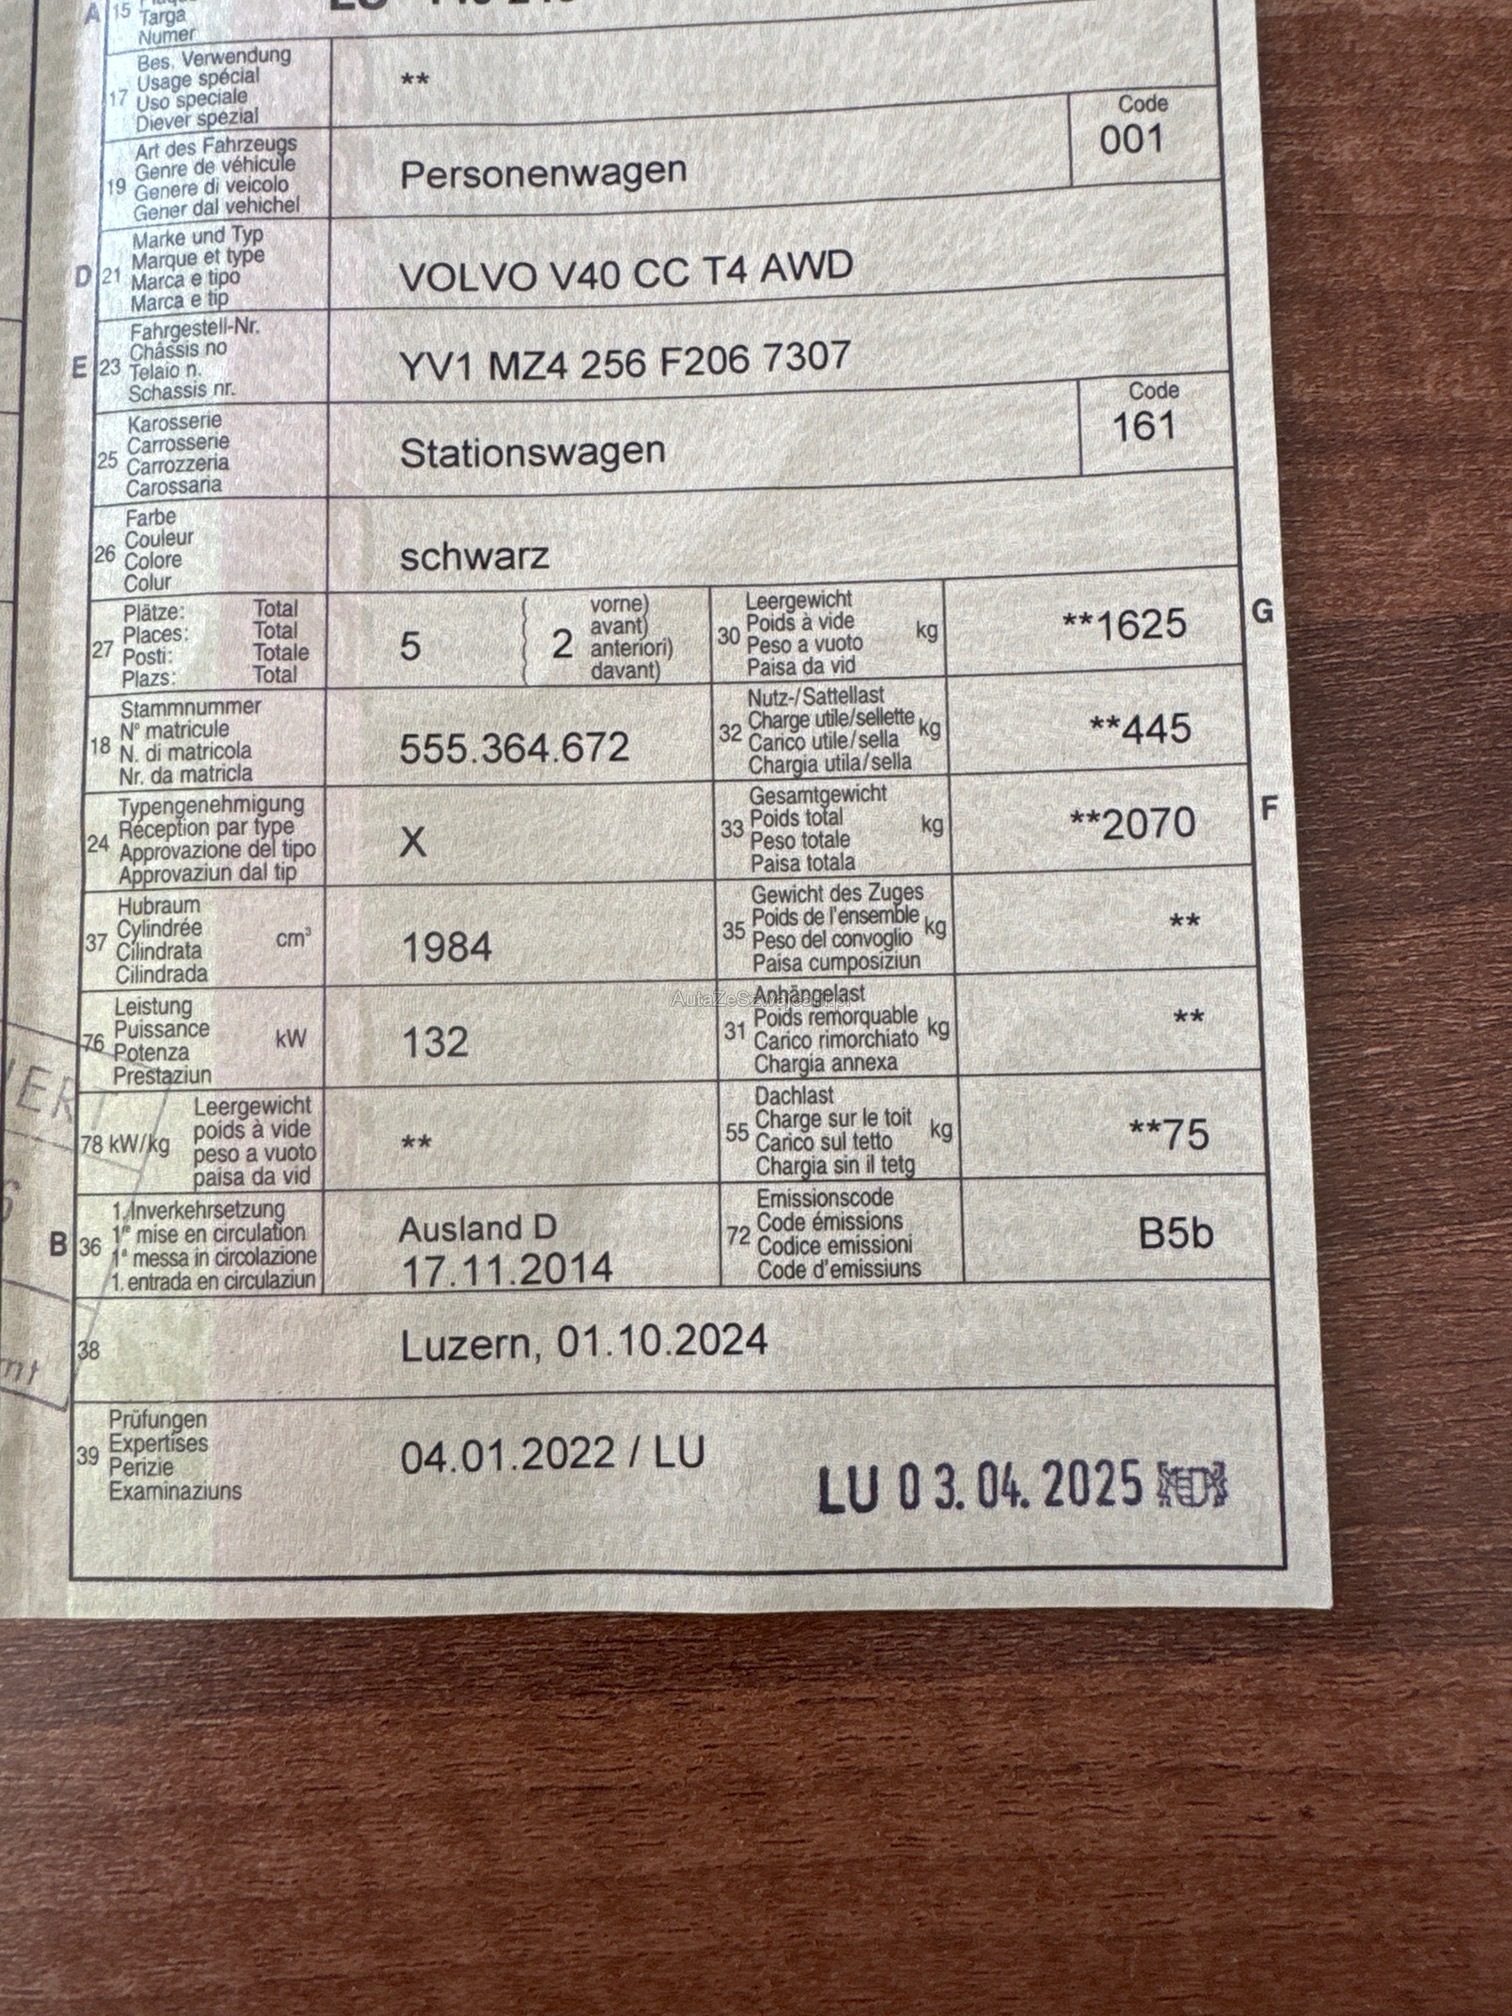 A 15 Targa
Numer
17 Bes. Verwendung
Usage spécial
Uso speciale
Diever spezial
**
19 Art des Fahrzeugs
Genre de véhicule
Genere di veicolo
Gener dal vehichel
Personenwagen
Code
001
D 21 Marke und Typ
Marque et type
Marca e tipo
Marca e tip
VOLVO V40 CC T4 AWD
E 23 Fahrgestell-Nr.
Châssis no
Telaio n.
Schassis nr.
YV1 MZ4 256 F206 7307
25 Karosserie
Carrosserie
Carrozzeria
Carossaria
Stationswagen
Code
161
26 Farbe
Couleur
Colore
Colur
schwarz
27 Plätze: Total
Places: Total
Posti: Totale
Plazs: Total
5
2
vorne)
avant)
anteriori)
davant)
30 Leergewicht
Poids à vide
Peso a vuoto
Paisa da vid
kg
**1625
G
18 Stammnummer
N° matricule
N. di matricola
Nr. da matricla
555.364.672
32 Nutz-/Sattellast
Charge utile/sellette
Carico utile/sella
Chargia utila/sella
kg
**445
24 Typengenehmigung
Réception par type
Approvazione del tipo
Approvaziun dal tip
X
33 Gesamtgewicht
Poids total
Peso totale
Paisa totala
kg
**2070
F
37 Hubraum
Cylindrée
Cilindrata
Cilindrada
cm³
1984
35 Gewicht des Zuges
Poids de l'ensemble
Peso del convoglio
Paisa cumposiziun
kg
**
76 Leistung
Puissance
Potenza
Prestaziun
kW
132
31 Anhängelast
Poids remorquable
Carico rimorchiato
Chargia annexa
kg
**
78 kW/kg
Leergewicht
poids à vide
peso a vuoto
paisa da vid
**
55 Dachlast
Charge sur le toit
Carico sul tetto
Chargia sin il tetg
kg
**75
B 36 1. Inverkehrsetzung
1re mise en circulation
1a messa in circolazione
1. entrada en circulaziun
Ausland D
17.11.2014
72 Emissionscode
Code émissions
Codice emissioni
Code d'emissiuns
B5b
38
Luzern, 01.10.2024
39 Prüfungen
Expertises
Perizie
Examinaziuns
04.01.2022 / LU
LU 03.04.2025